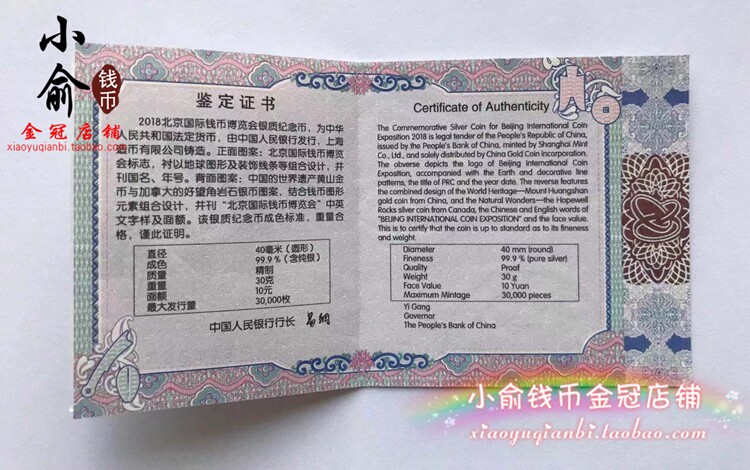 小俞
钱币
金冠店铺
xiaoyuqianbi.taobao.com
鉴定证书
2018北京国际钱币博览会银质纪念币，为中华
人民共和国法定货币，由中国人民银行发行，上海
造币有限公司铸造。正面图案：北京国际钱币博览
会标志，衬以地球图形及装饰线条等组合设计，并
刊国名、年号。背面图案：中国的世界遗产黄山金
币与加拿大的好望角岩石银币图案，结合钱币图形
元素组合设计，并刊“北京国际钱币博览会”中英
文字样及面额。该银质纪念币成色标准，重量合
格，谨此证明。
直径 40毫米（圆形）
成色 99.9%（含纯银）
质量 精制
重量 30克
面额 10元
最大发行量 30,000枚
中国人民银行行长 易纲
Certificate of Authenticity
The Commemorative Silver Coin for Beijing International Coin
Exposition 2018 is legal tender of the People's Republic of China,
issued by the People's Bank of China, minted by Shanghai Mint
Co., Ltd., and solely distributed by China Gold Coin Incorporation.
The obverse depicts the logo of Beijing International Coin
Exposition, accompanied with the Earth and decorative line
patterns, the title of PRC and the year date. The reverse features
the combined design of the World Heritage—Mount Huangshan
gold coin from China, and the Natural Wonders—the Hopewell
Rocks silver coin from Canada, the Chinese and English words of
"BEIJING INTERNATIONAL COIN EXPOSITION" and the face value.
This is to certify that the coin is up to standard as to its fineness
and weight.
Diameter 40 mm (round)
Fineness 99.9 % (pure silver)
Quality Proof
Weight 30 g
Face Value 10 Yuan
Maximum Mintage 30,000 pieces
Yi Gang
Governor
The People's Bank of China
小俞钱币金冠店铺
xiaoyuqianbi.taobao.com